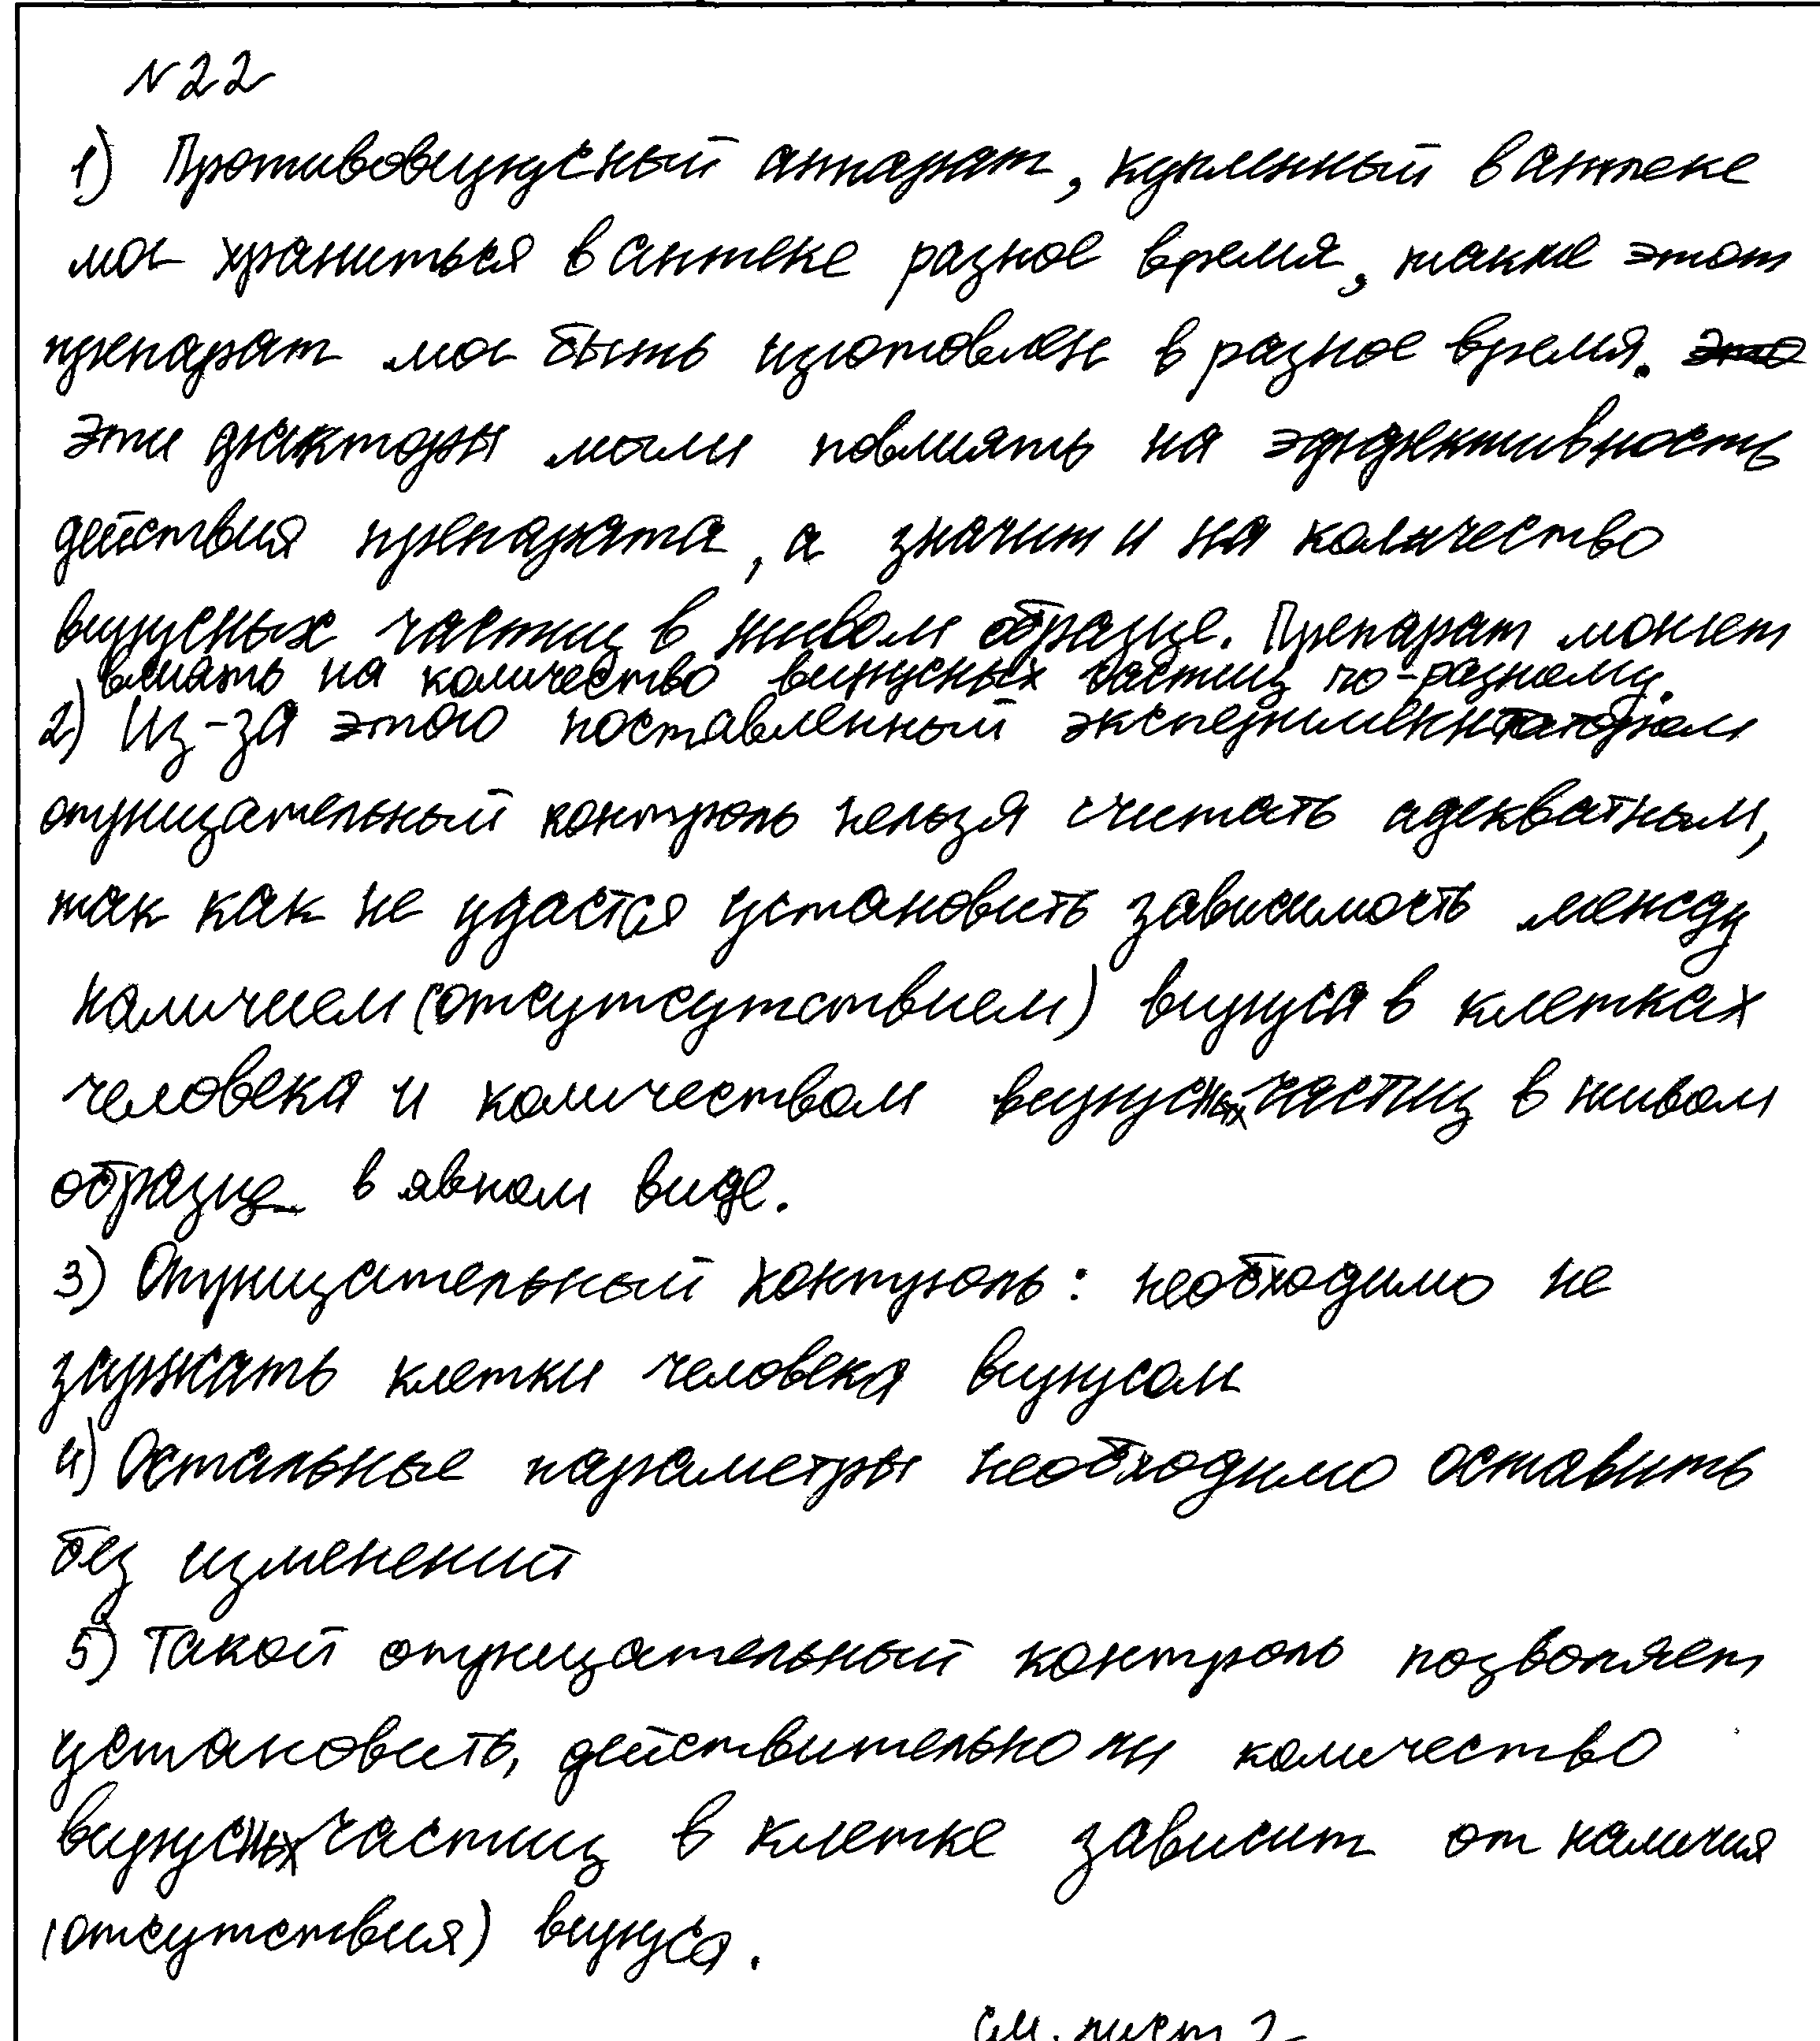 №22
1) Противовирусный аппарат, купленный в аптеке
мог храниться в аптеке разное время, также этот
препарат мог быть изготовлен в разное время. это
Эти факторы могли повлиять на эффективность
действия препарата, а значит и на количество
вирусных частиц в живом образце. Препарат может
влиять на количество вирусных частиц по-разному.
2) Из-за этого поставленный экспериментатором
отрицательный контроль нельзя считать адекватным,
так как не удастся установить зависимость между
наличием (отсутсутствием) вируса в клетках
человека и количеством вирусных частиц в живом
образце в явном виде.
3) Отрицательный контроль: необходимо не
заражать клетки человека вирусом
4) Остальные параметры необходимо оставить
без изменений
5) Такой отрицательный контроль позволяет
установить, действительно ли количество
вирусных частиц в клетке зависит от наличия
(отсутствия) вируса.
см. лист 2